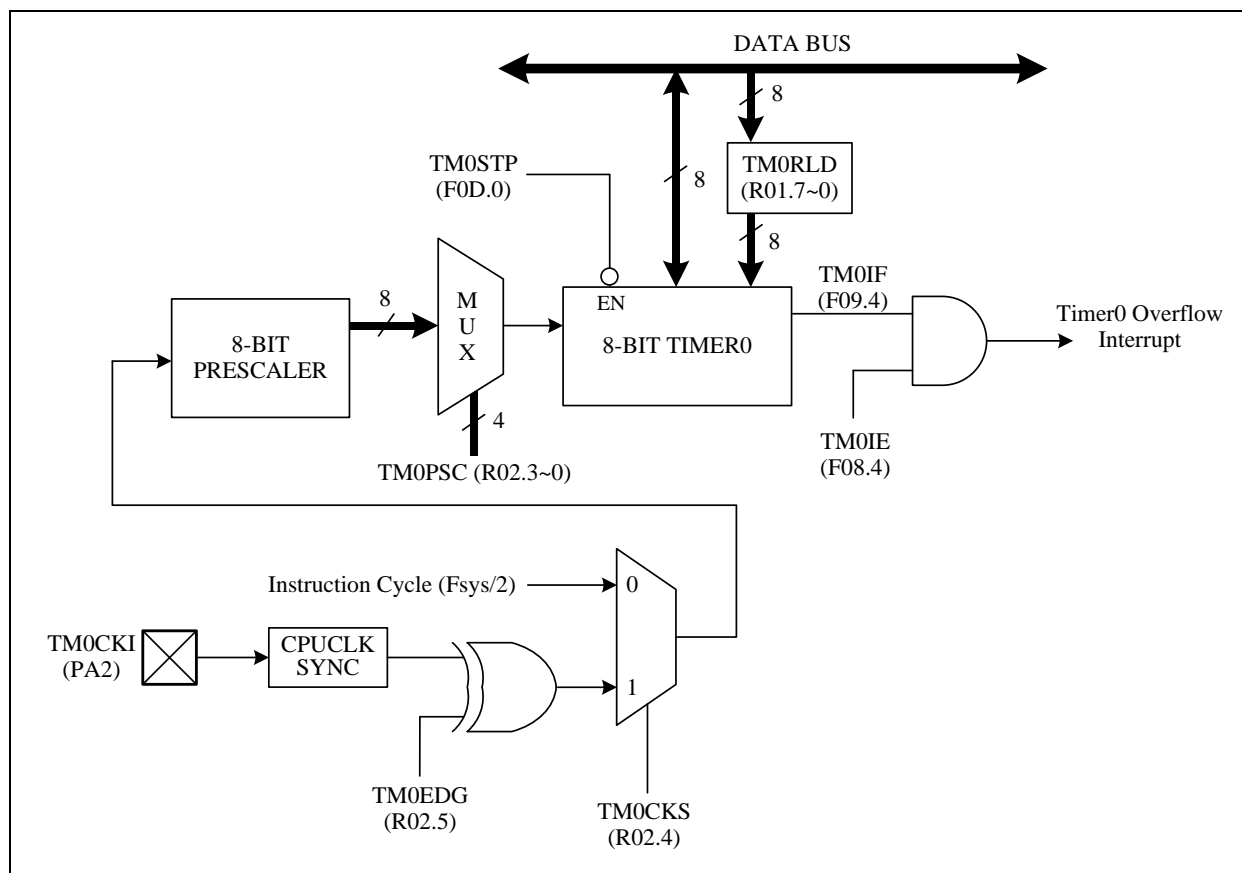 DATA BUS
8
TM0STP
(F0D.0)
8
TM0RLD
(R01.7~0)
8
TM0IF
(F09.4)
EN
8
MUX
8-BIT
PRESCALER
8-BIT TIMER0
Timer0 Overflow
Interrupt
4
TM0PSC (R02.3~0)
TM0IE
(F08.4)
Instruction Cycle (Fsys/2)
0
TM0CKI
(PA2)
CPUCLK
SYNC
1
TM0EDG
(R02.5)
TM0CKS
(R02.4)